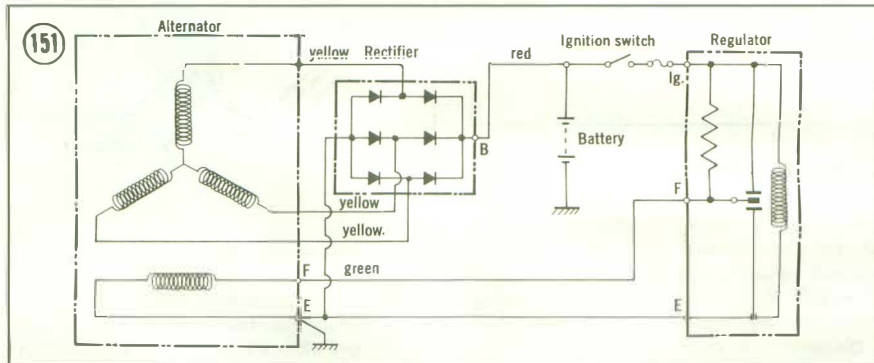 151
Alternator
yellow Rectifier
red
Ignition switch
Regulator
Ig.
B
Battery
F
yellow
yellow.
F
green
E
E